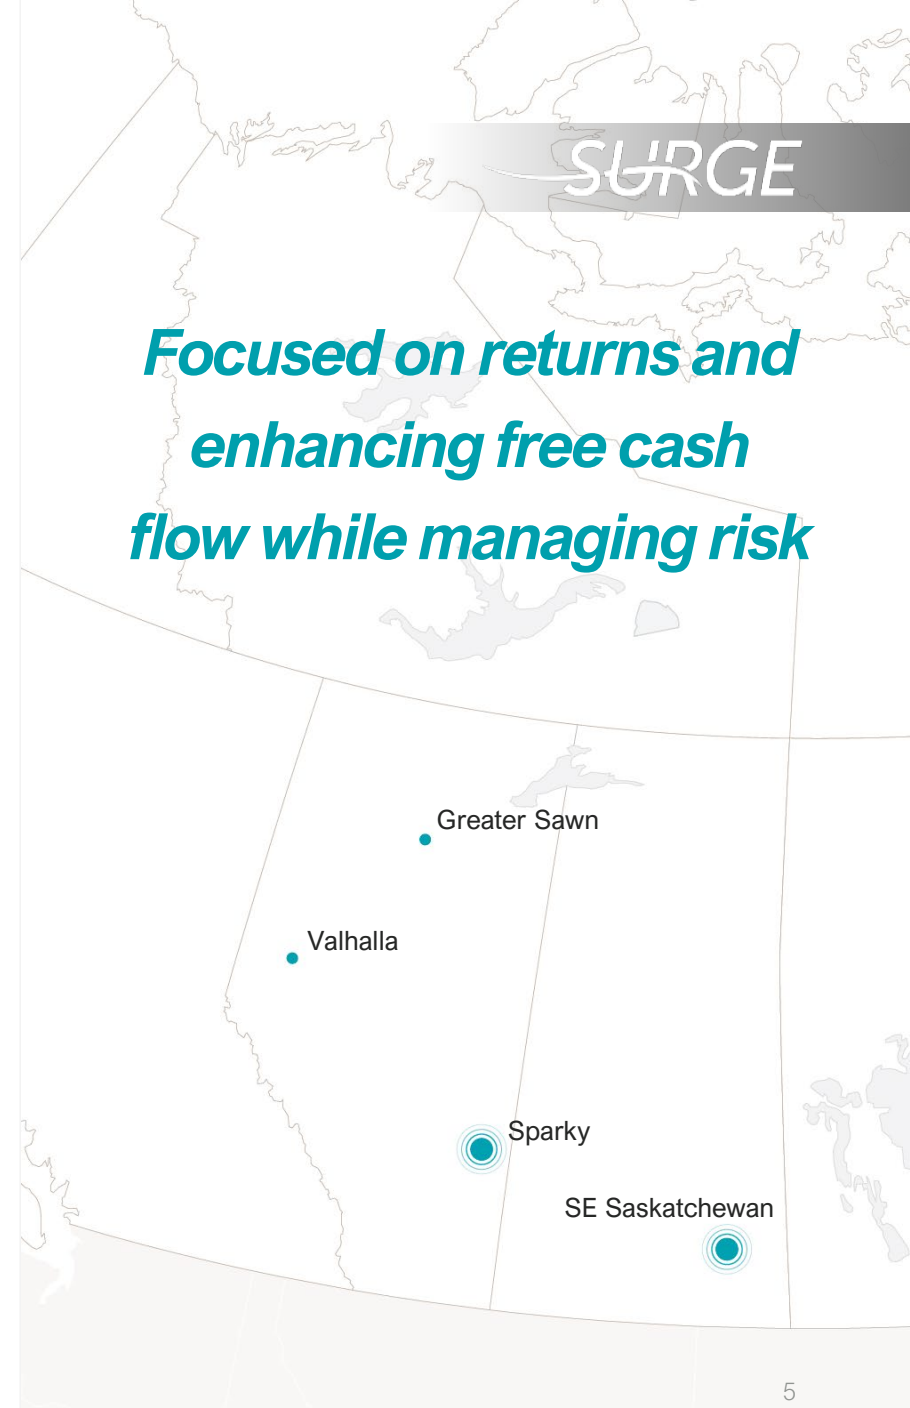 SURGE
Focused on returns and
enhancing free cash
flow while managing risk
Greater Sawn
Valhalla
Sparky
SE Saskatchewan
5